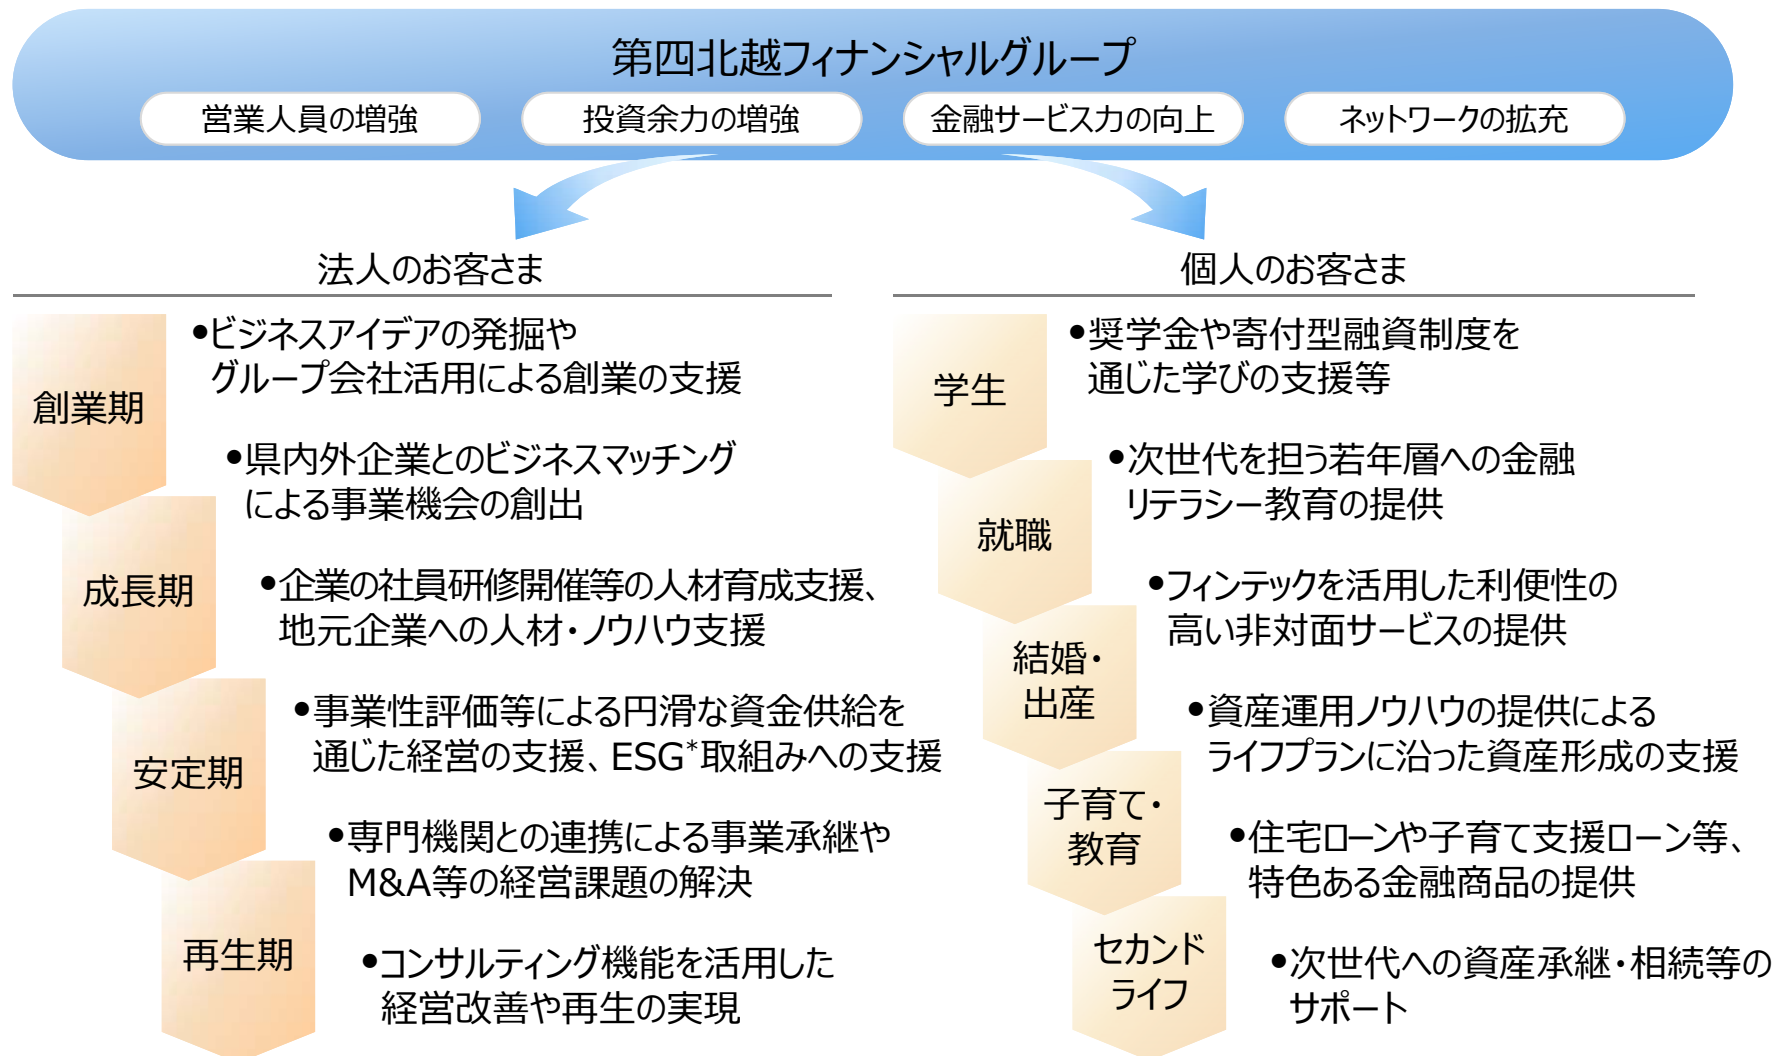 第四北越フィナンシャルグループ
営業人員の増強
投資余力の増強
金融サービス力の向上
ネットワークの拡充
法人のお客さま
創業期
成長期
安定期
再生期
•ビジネスアイデアの発掘や
グループ会社活用による創業の支援
•県内外企業とのビジネスマッチング
による事業機会の創出
•企業の社員研修開催等の人材育成支援、
地元企業への人材・ノウハウ支援
•事業性評価等による円滑な資金供給を
通じた経営の支援、ESG*取組みへの支援
•専門機関との連携による事業承継や
M&A等の経営課題の解決
•コンサルティング機能を活用した
経営改善や再生の実現
個人のお客さま
学生
就職
結婚・
出産
子育て・
教育
セカンド
ライフ
•奨学金や寄付型融資制度を
通じた学びの支援等
•次世代を担う若年層への金融
リテラシー教育の提供
•フィンテックを活用した利便性の
高い非対面サービスの提供
•資産運用ノウハウの提供による
ライフプランに沿った資産形成の支援
•住宅ローンや子育て支援ローン等、
特色ある金融商品の提供
•次世代への資産承継・相続等の
サポート